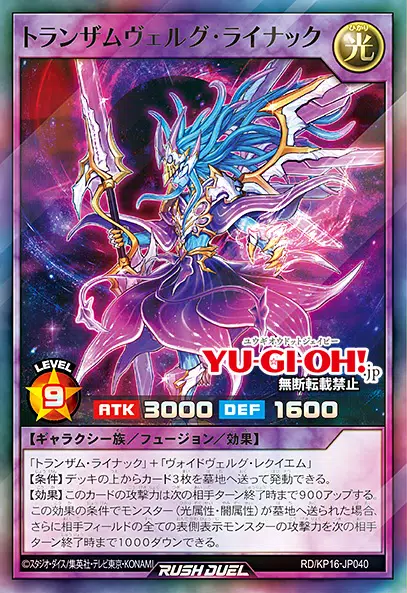 トランザムヴェルグ・ライナック
ひかり
光
ユウギオウドットジェイピー
YU-GI-OH!.jp
無断転載禁止
LEVEL
9
ATK 3000 DEF 1600
【ギャラクシー族/フュージョン/効果】
「トランザム・ライナック」+「ヴォイドヴェルグ・レクイエム」
【条件】デッキの上からカード3枚を墓地へ送って発動できる。
【効果】このカードの攻撃力は次の相手ターン終了時まで900アップする。
この効果の条件でモンスター(光属性・闇属性)が墓地へ送られた場合、
さらに相手フィールドの全ての表側表示モンスターの攻撃力を次の相手
ターン終了時まで1000ダウンできる。
©スタジオ・ダイス/集英社・テレビ東京・KONAMI
RUSH DUEL
RD/KP16-JP040